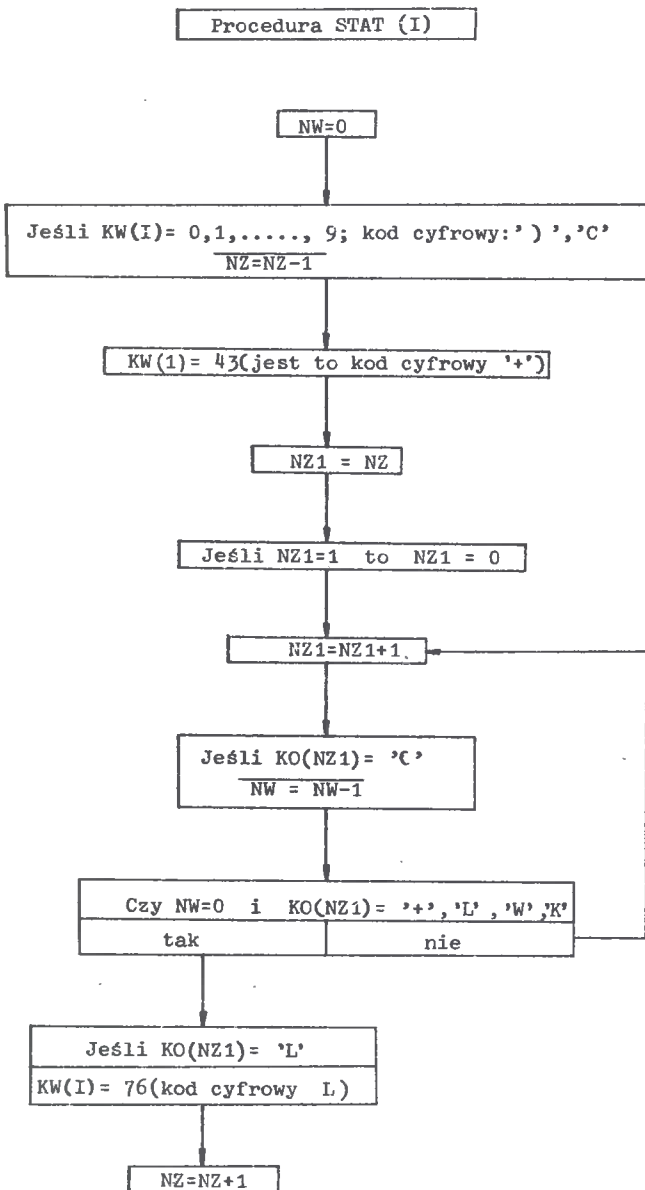 Procedura STAT (I)
NW=0
Jeśli KW(I)= 0,1,....., 9; kod cyfrowy:')','C'
NZ=NZ-1
KW(1)= 43(jest to kod cyfrowy '+')
NZ1 = NZ
Jeśli NZ1=1 to NZ1 = 0
NZ1=NZ1+1
Jeśli KO(NZ1)= 'C'
NW = NW-1
Czy NW=0 i KO(NZ1)= '+','L','W','K'
tak nie
Jeśli KO(NZ1)= 'L'
KW(I)= 76(kod cyfrowy L)
NZ=NZ+1